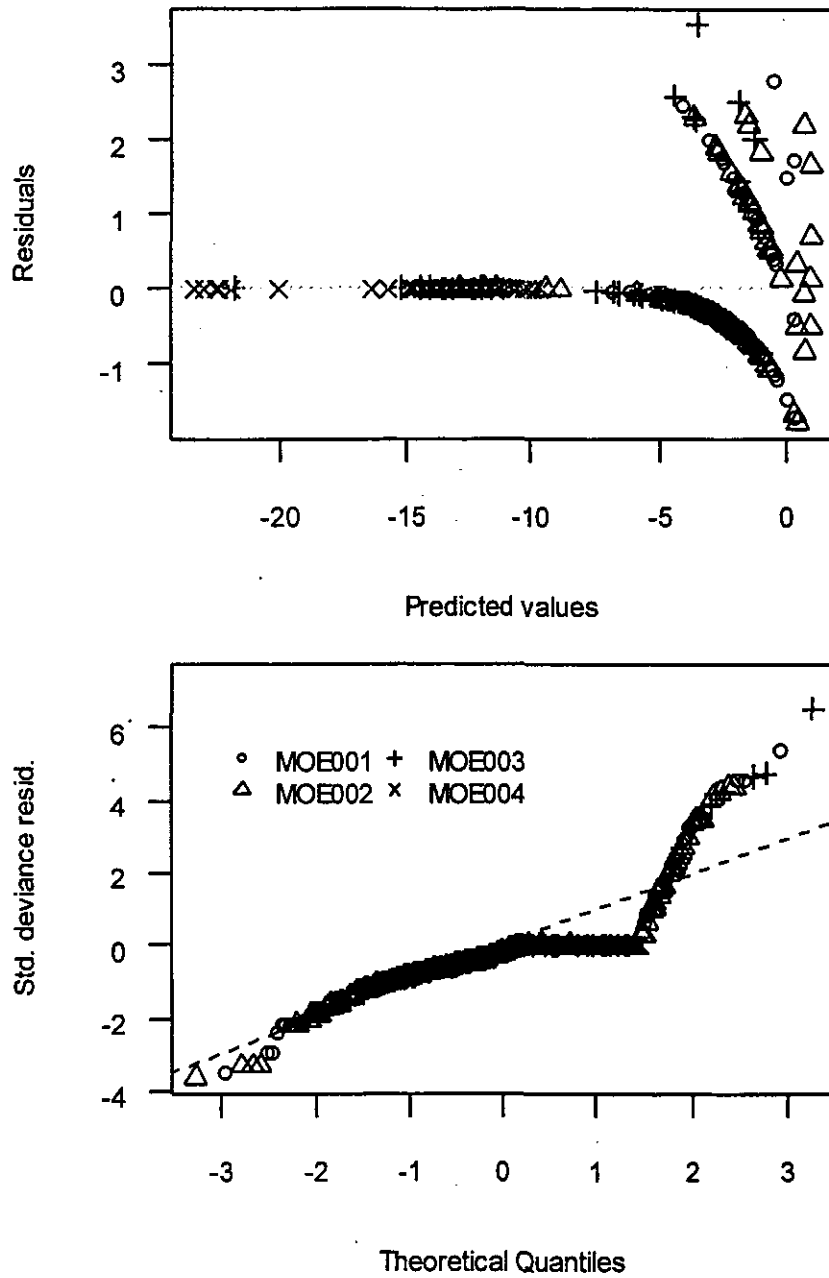 3
2
1
0
-1
Residuals
-20
-15
-10
-5
0
Predicted values
6
4
2
0
-2
-4
Std. deviance resid.
MOE001
MOE003
MOE002
MOE004
-3
-2
-1
0
1
2
3
Theoretical Quantiles